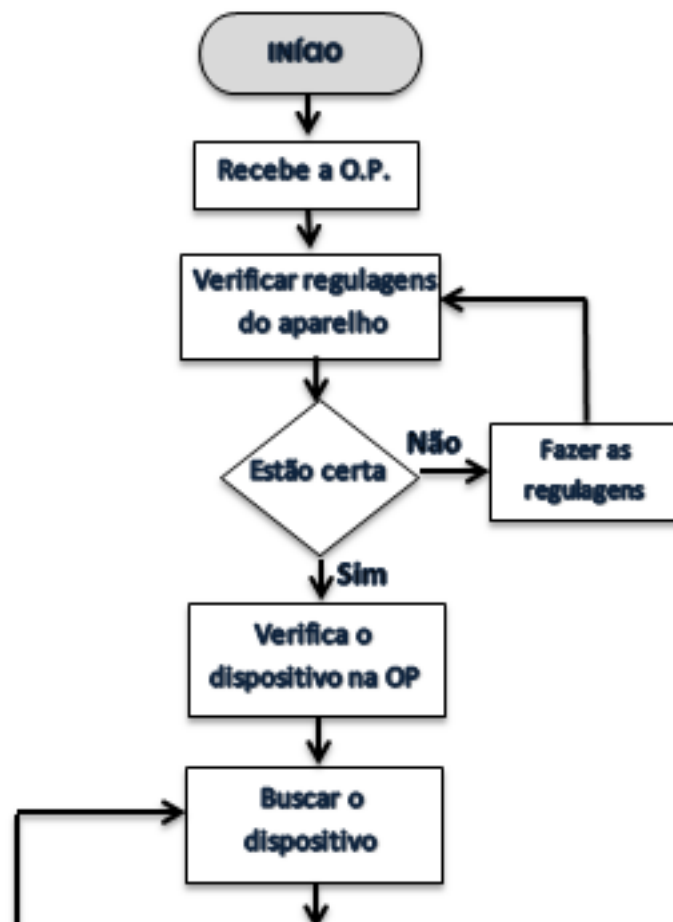 INÍCIO
Recebe a O.P.
Verificar regulagens
do aparelho
Estão certa
Não
Fazer as
regulagens
Sim
Verifica o
dispositivo na OP
Buscar o
dispositivo